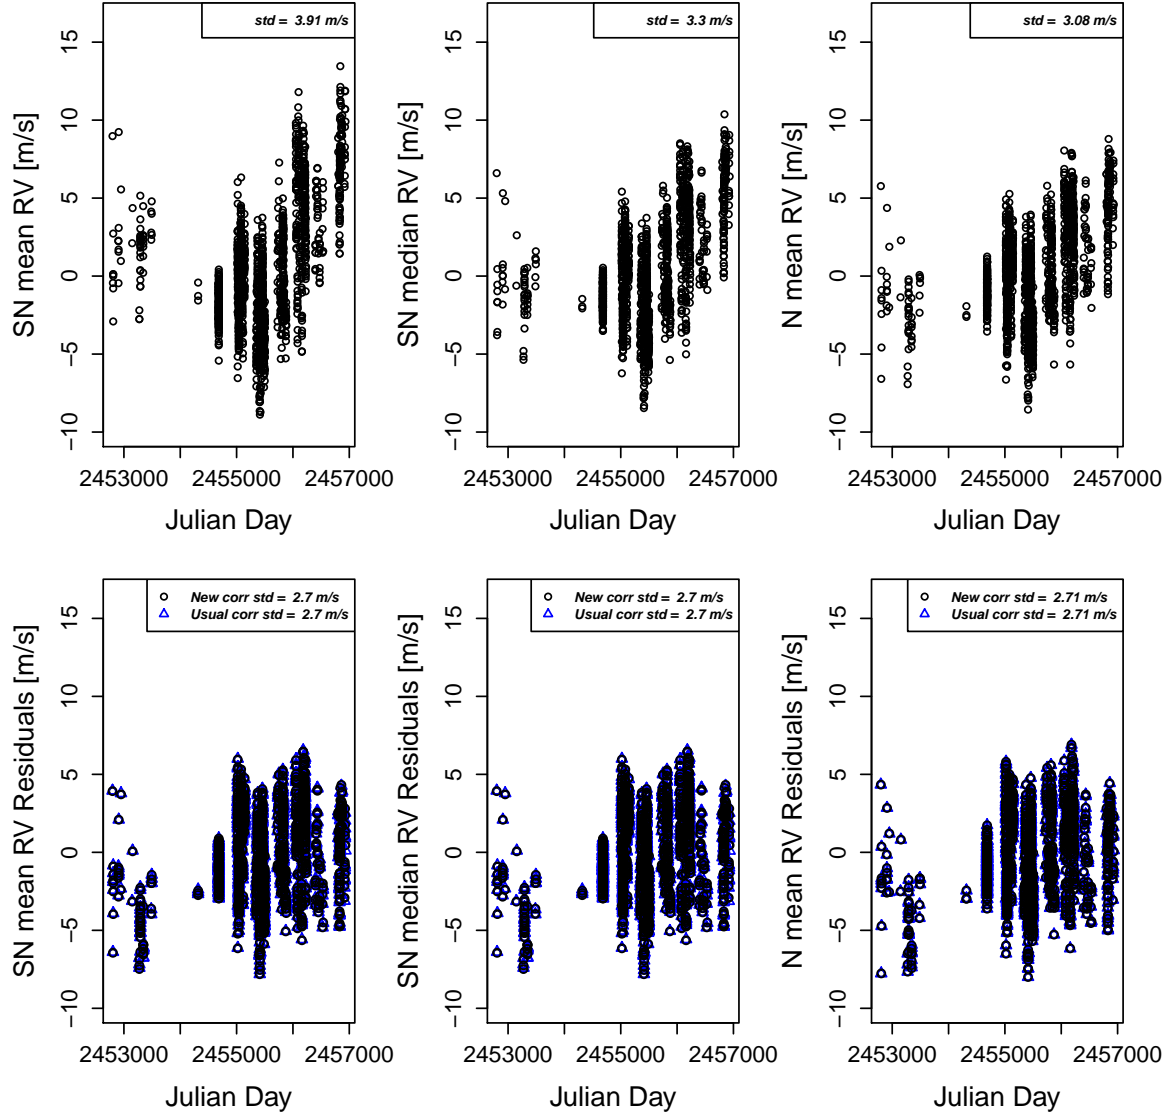 std = 3.91 m/s
SN mean RV [m/s]
15
10
5
0
−5
−10
2453000
2455000
2457000
Julian Day
std = 3.3 m/s
SN median RV [m/s]
15
10
5
0
−5
−10
2453000
2455000
2457000
Julian Day
std = 3.08 m/s
N mean RV [m/s]
15
10
5
0
−5
−10
2453000
2455000
2457000
Julian Day
New corr std = 2.7 m/s
Usual corr std = 2.7 m/s
SN mean RV Residuals [m/s]
15
10
5
0
−5
−10
2453000
2455000
2457000
Julian Day
New corr std = 2.7 m/s
Usual corr std = 2.7 m/s
SN median RV Residuals [m/s]
15
10
5
0
−5
−10
2453000
2455000
2457000
Julian Day
New corr std = 2.71 m/s
Usual corr std = 2.71 m/s
N mean RV Residuals [m/s]
15
10
5
0
−5
−10
2453000
2455000
2457000
Julian Day